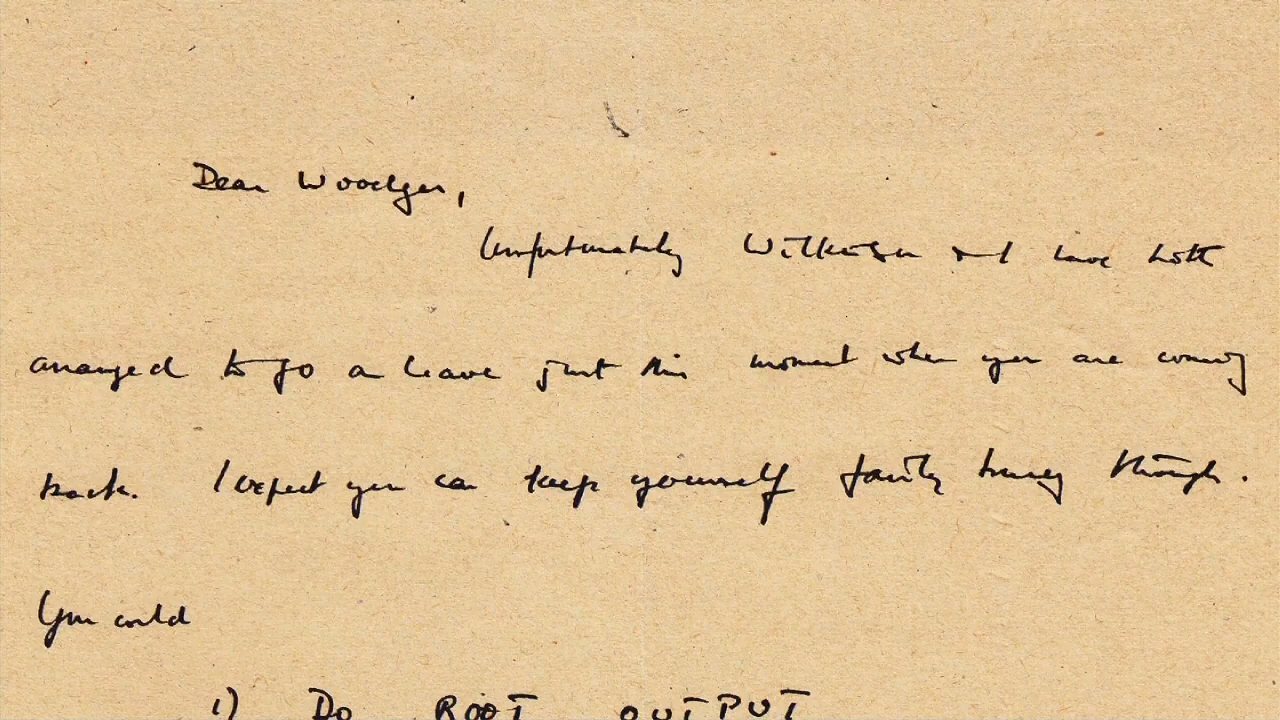 Dear Woodger,
Unfortunately Wilkinson and I have both
arranged to go on leave just this moment when you are coming
back. I expect you can keep yourself fairly busy though.
You could
1) Do ROOT OUTPUT